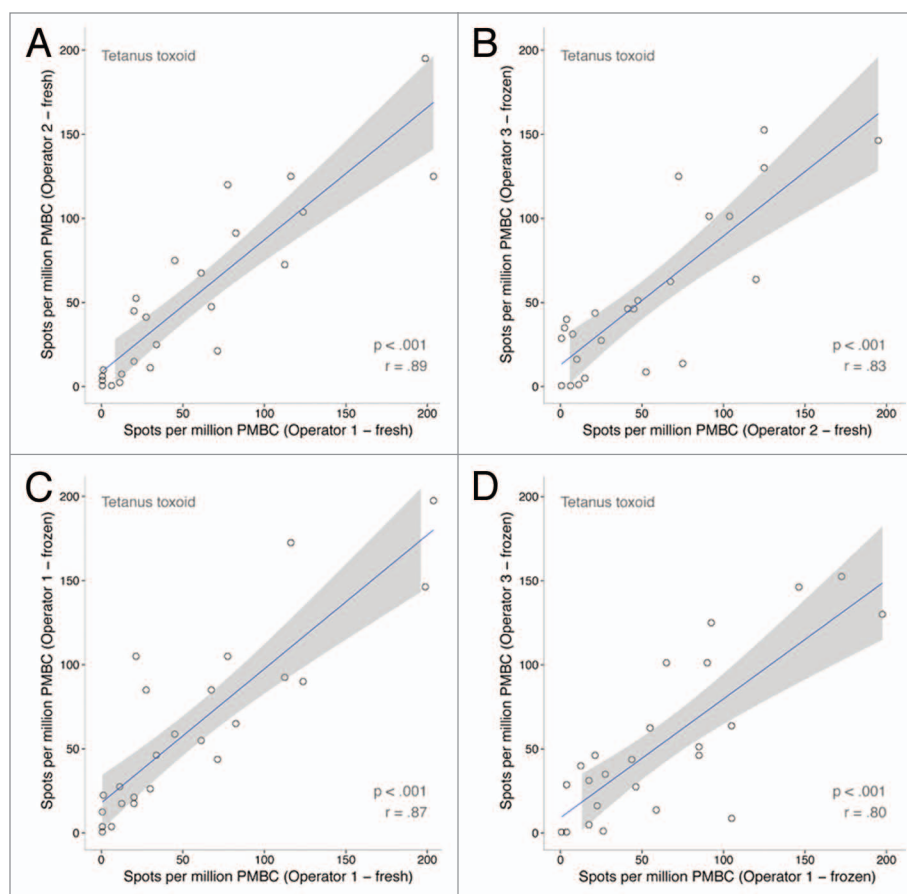 A
Tetanus toxoid
Spots per million PMBC (Operator 2 – fresh)
200
150
100
50
0
p < .001
r = .89
0 50 100 150 200
Spots per million PMBC (Operator 1 – fresh)
B
Tetanus toxoid
Spots per million PMBC (Operator 3 – frozen)
200
150
100
50
0
p < .001
r = .83
0 50 100 150 200
Spots per million PMBC (Operator 2 – fresh)
C
Tetanus toxoid
Spots per million PMBC (Operator 1 – frozen)
200
150
100
50
0
p < .001
r = .87
0 50 100 150 200
Spots per million PMBC (Operator 1 – fresh)
D
Tetanus toxoid
Spots per million PMBC (Operator 3 – frozen)
200
150
100
50
0
p < .001
r = .80
0 50 100 150 200
Spots per million PMBC (Operator 1 – frozen)